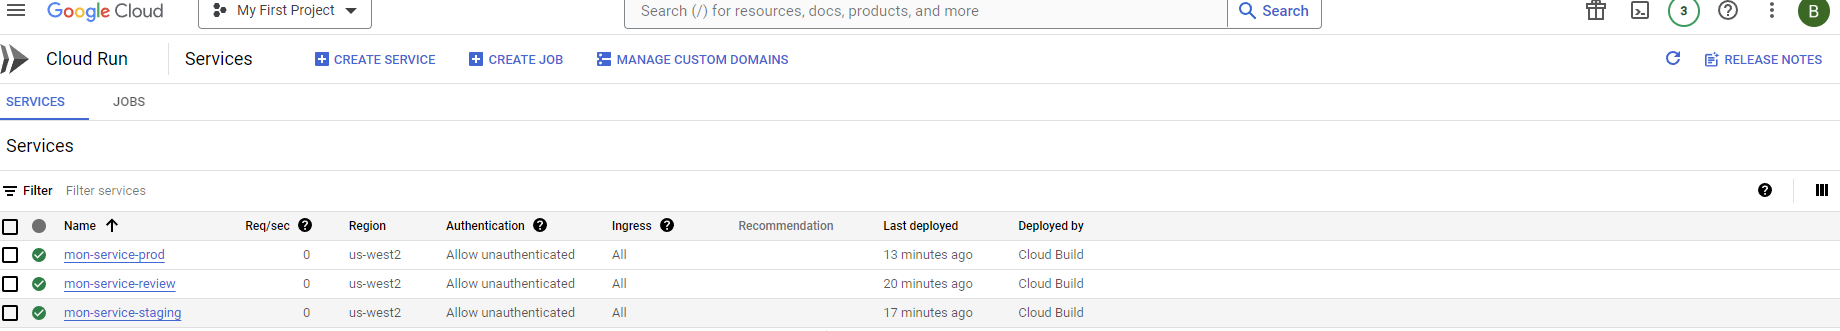 Google Cloud My First Project Search (/) for resources, docs, products, and more Search 3 B
Cloud Run Services CREATE SERVICE CREATE JOB MANAGE CUSTOM DOMAINS RELEASE NOTES
SERVICES JOBS
Services
Filter Filter services
Name Req/sec Region Authentication Ingress Recommendation Last deployed Deployed by
mon-service-prod 0 us-west2 Allow unauthenticated All 13 minutes ago Cloud Build
mon-service-review 0 us-west2 Allow unauthenticated All 20 minutes ago Cloud Build
mon-service-staging 0 us-west2 Allow unauthenticated All 17 minutes ago Cloud Build